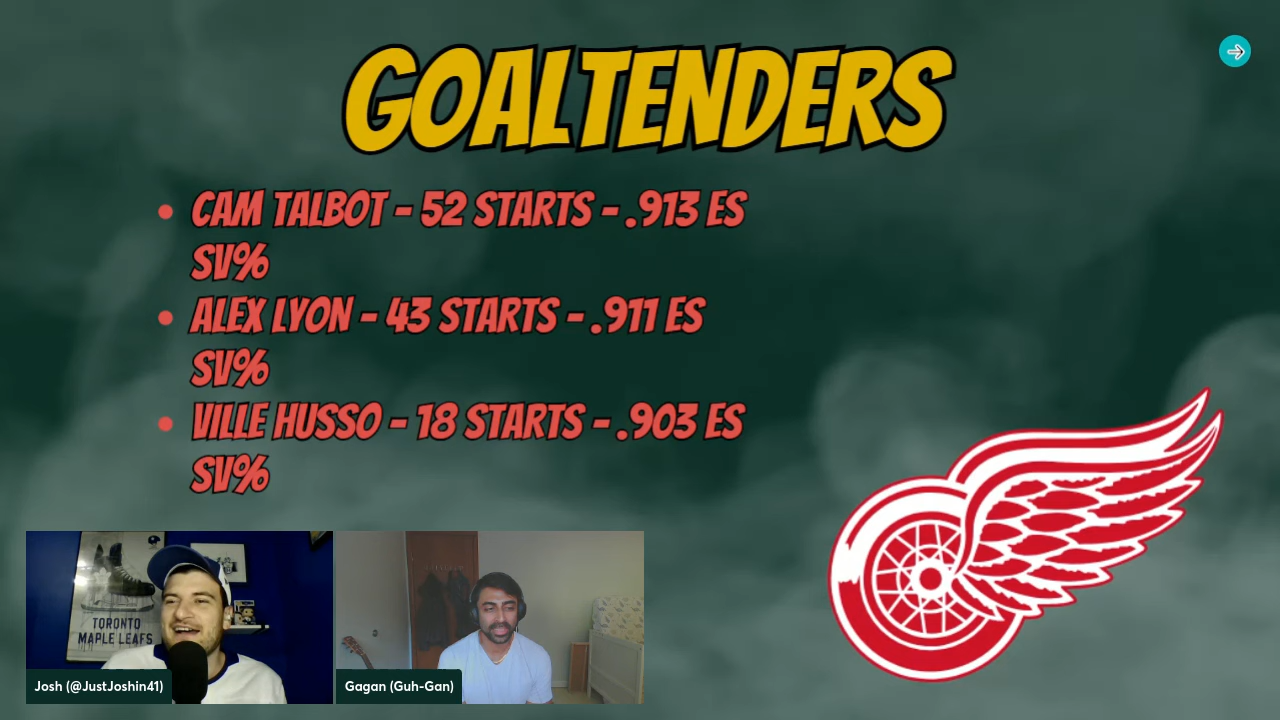 GOALTENDERS
• CAM TALBOT - 52 STARTS - .913 ES
SV%
• ALEX LYON - 43 STARTS - .911 ES
SV%
• VILLE HUSSO - 18 STARTS - .903 ES
SV%
TORONTO
MAPLE LEAFS
Josh (@JustJoshin41)
Gagan (Guh-Gan)